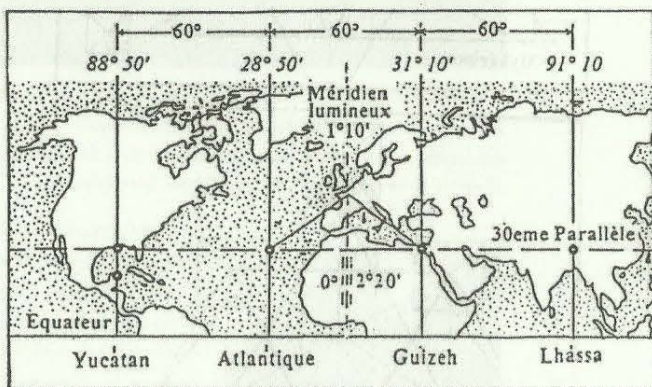 60° 60° 60°
88° 50' 28° 50' 31° 10' 91° 10
Méridien
lumineux
1°10'
30eme Parallèle
0° 2°20'
Equateur
Yucatan Atlantique Guizeh Lhassa